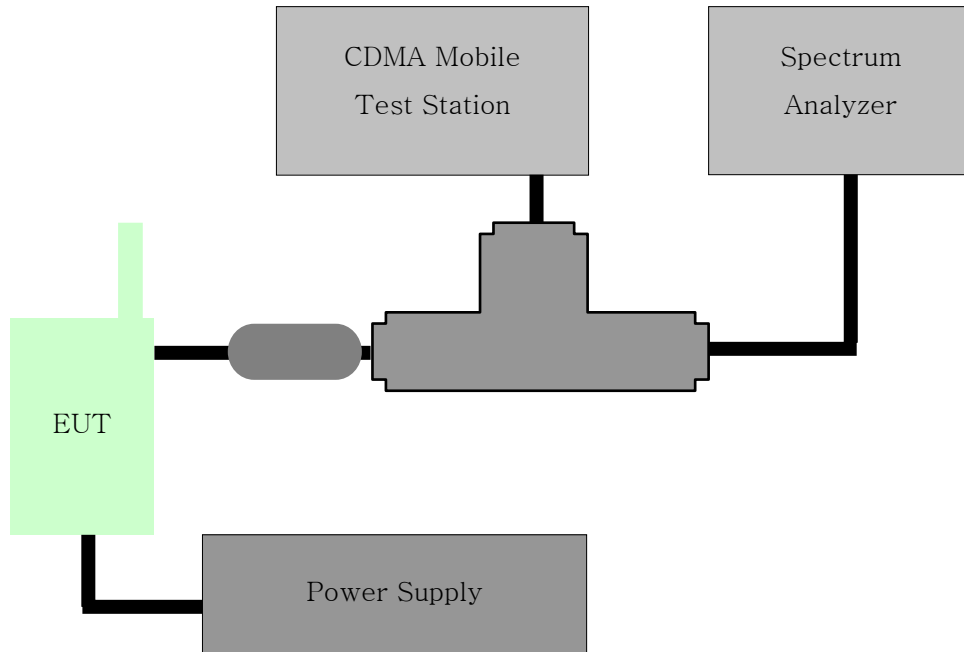 CDMA Mobile
Test Station
Spectrum
Analyzer
EUT
Power Supply